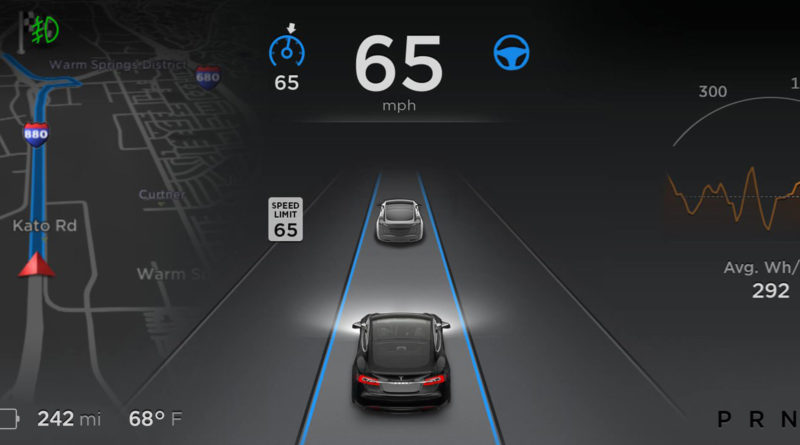 65
mph
65
Warm Springs District
680
880
300
1
SPEED
LIMIT
65
Curtner
Kato Rd
Warm S
Avg. Wh/
292
242 mi
68° F
P R N